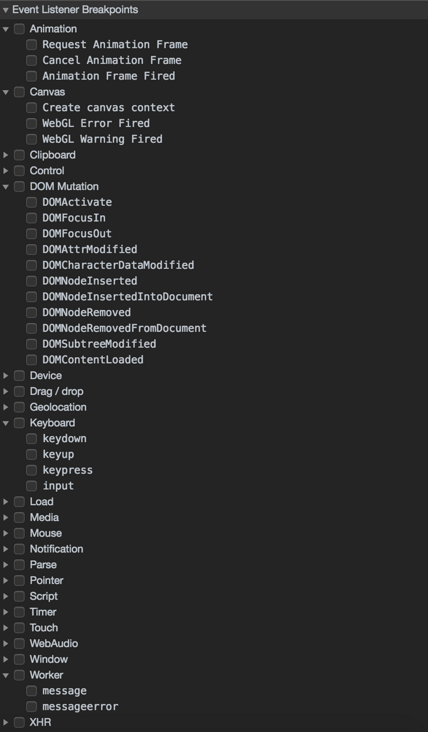 Event Listener Breakpoints
Animation
Request Animation Frame
Cancel Animation Frame
Animation Frame Fired
Canvas
Create canvas context
WebGL Error Fired
WebGL Warning Fired
Clipboard
Control
DOM Mutation
DOMActivate
DOMFocusIn
DOMFocusOut
DOMAttrModified
DOMCharacterDataModified
DOMNodeInserted
DOMNodeInsertedIntoDocument
DOMNodeRemoved
DOMNodeRemovedFromDocument
DOMSubtreeModified
DOMContentLoaded
Device
Drag / drop
Geolocation
Keyboard
keydown
keyup
keypress
input
Load
Media
Mouse
Notification
Parse
Pointer
Script
Timer
Touch
WebAudio
Window
Worker
message
messageerror
XHR